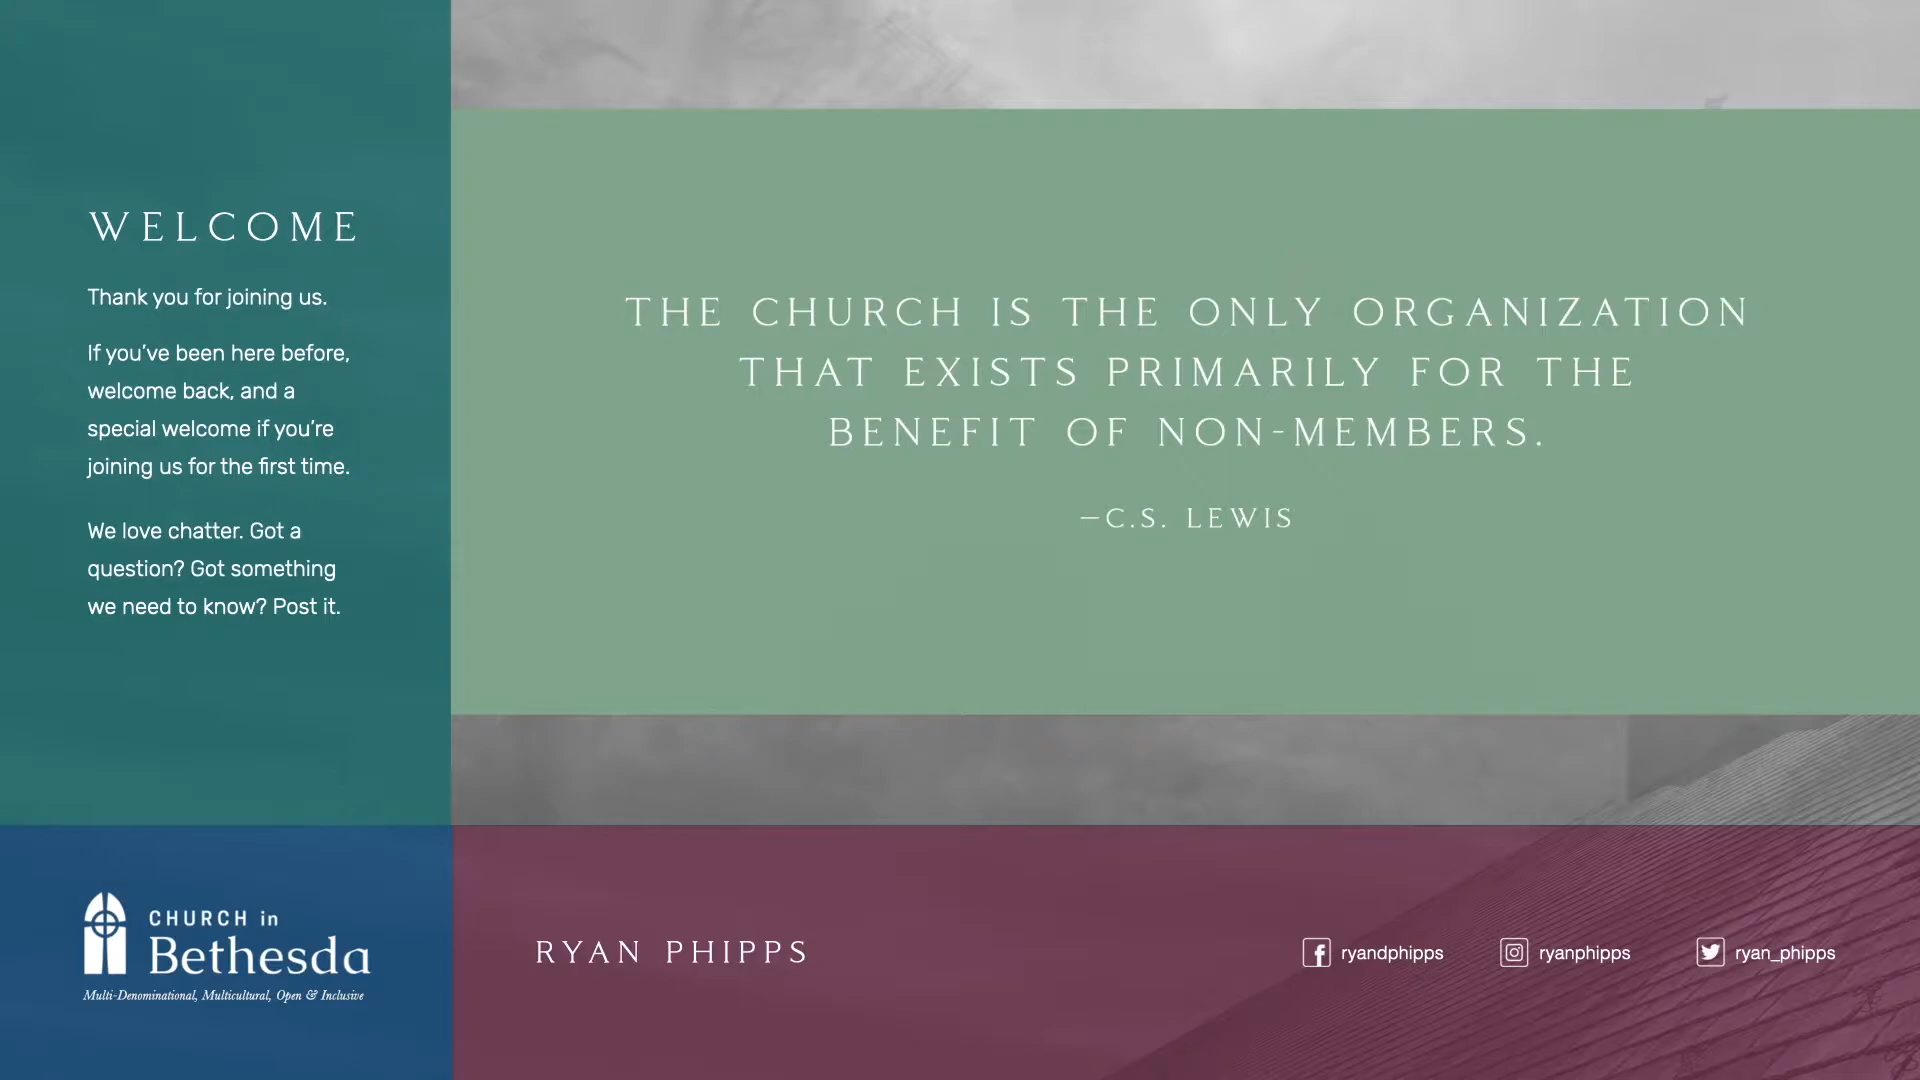 WELCOME
Thank you for joining us.
If you've been here before,
welcome back, and a
special welcome if you're
joining us for the first time.
We love chatter. Got a
question? Got something
we need to know? Post it.
THE CHURCH IS THE ONLY ORGANIZATION
THAT EXISTS PRIMARILY FOR THE
BENEFIT OF NON-MEMBERS.
—C.S. LEWIS
CHURCH in
Bethesda
Multi-Denominational, Multicultural, Open & Inclusive
RYAN PHIPPS
ryandphipps
ryanphipps
ryan_phipps